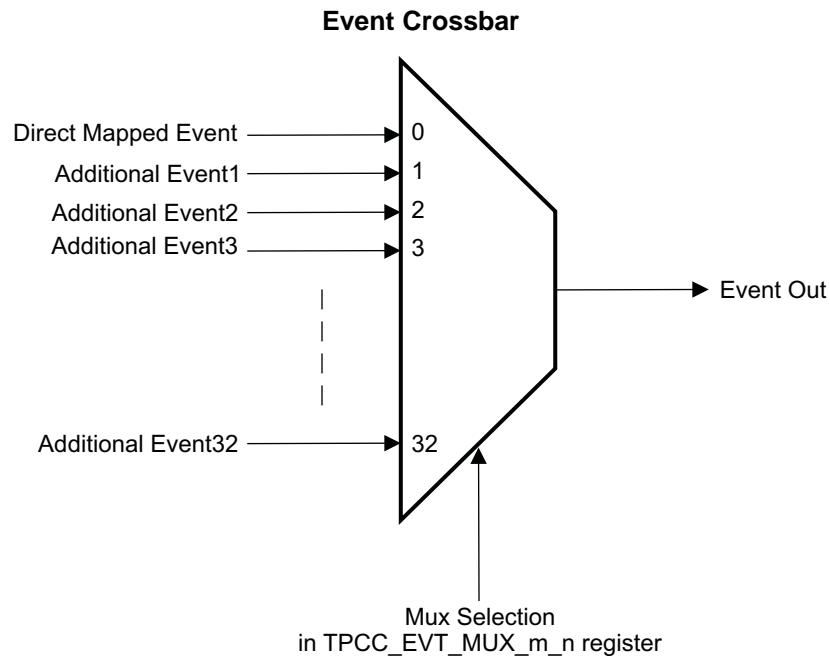 Event Crossbar
Direct Mapped Event
0
Additional Event1
1
Additional Event2
2
Additional Event3
3
Event Out
Additional Event32
32
Mux Selection
in TPCC_EVT_MUX_m_n register